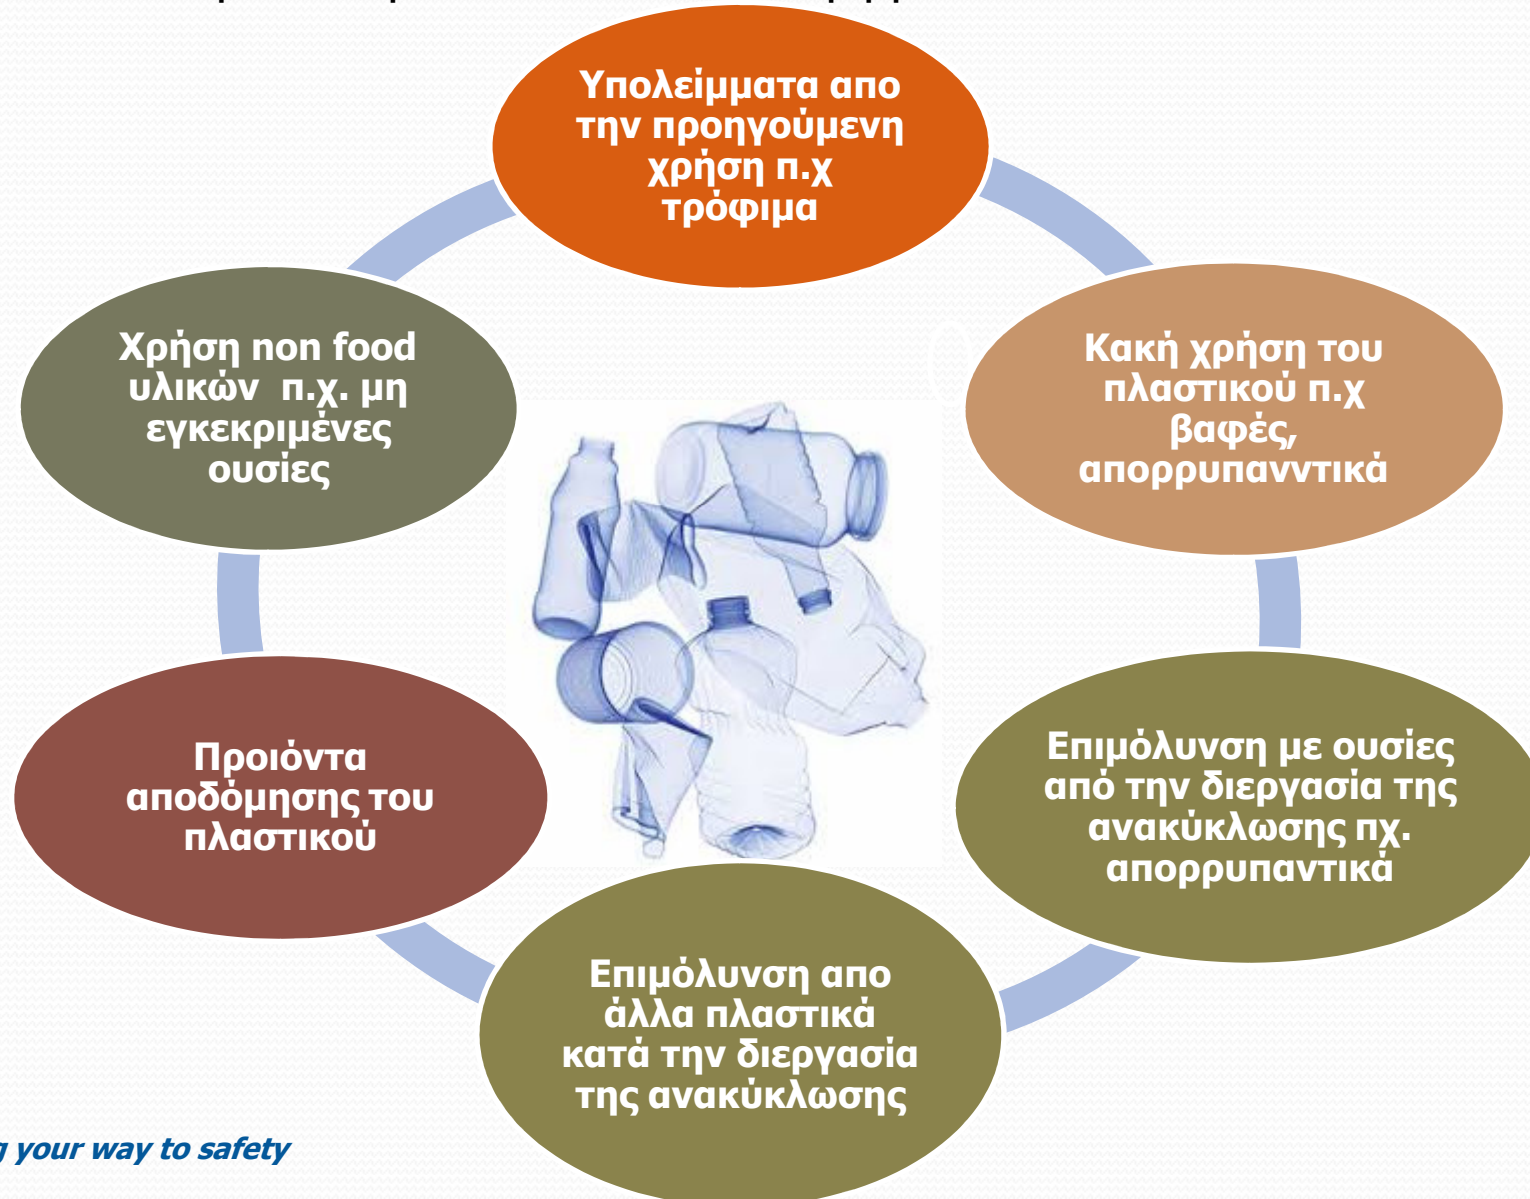 Υπολείμματα απο
την προηγούμενη
χρήση π.χ
τρόφιμα
Κακή χρήση του
πλαστικού π.χ
βαφές,
απορρυπανντικά
Επιμόλυνση με ουσίες
από την διεργασία της
ανακύκλωσης πχ.
απορρυπαντικά
Επιμόλυνση απο
άλλα πλαστικά
κατά την διεργασία
της ανακύκλωσης
Προιόντα
αποδόμησης του
πλαστικού
Χρήση non food
υλικών π.χ. μη
εγκεκριμένες
ουσίες
your way to safety